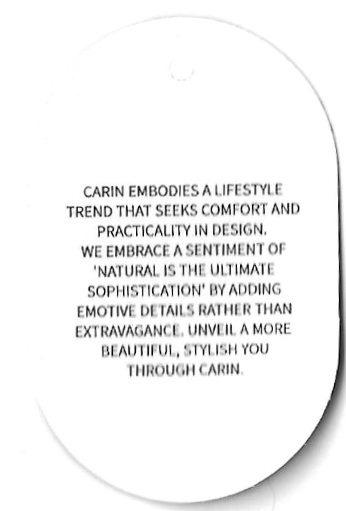 CARIN EMBODIES A LIFESTYLE
TREND THAT SEEKS COMFORT AND
PRACTICALITY IN DESIGN.
WE EMBRACE A SENTIMENT OF
'NATURAL IS THE ULTIMATE
SOPHISTICATION' BY ADDING
EMOTIVE DETAILS RATHER THAN
EXTRAVAGANCE. UNVEIL A MORE
BEAUTIFUL, STYLISH YOU
THROUGH CARIN.